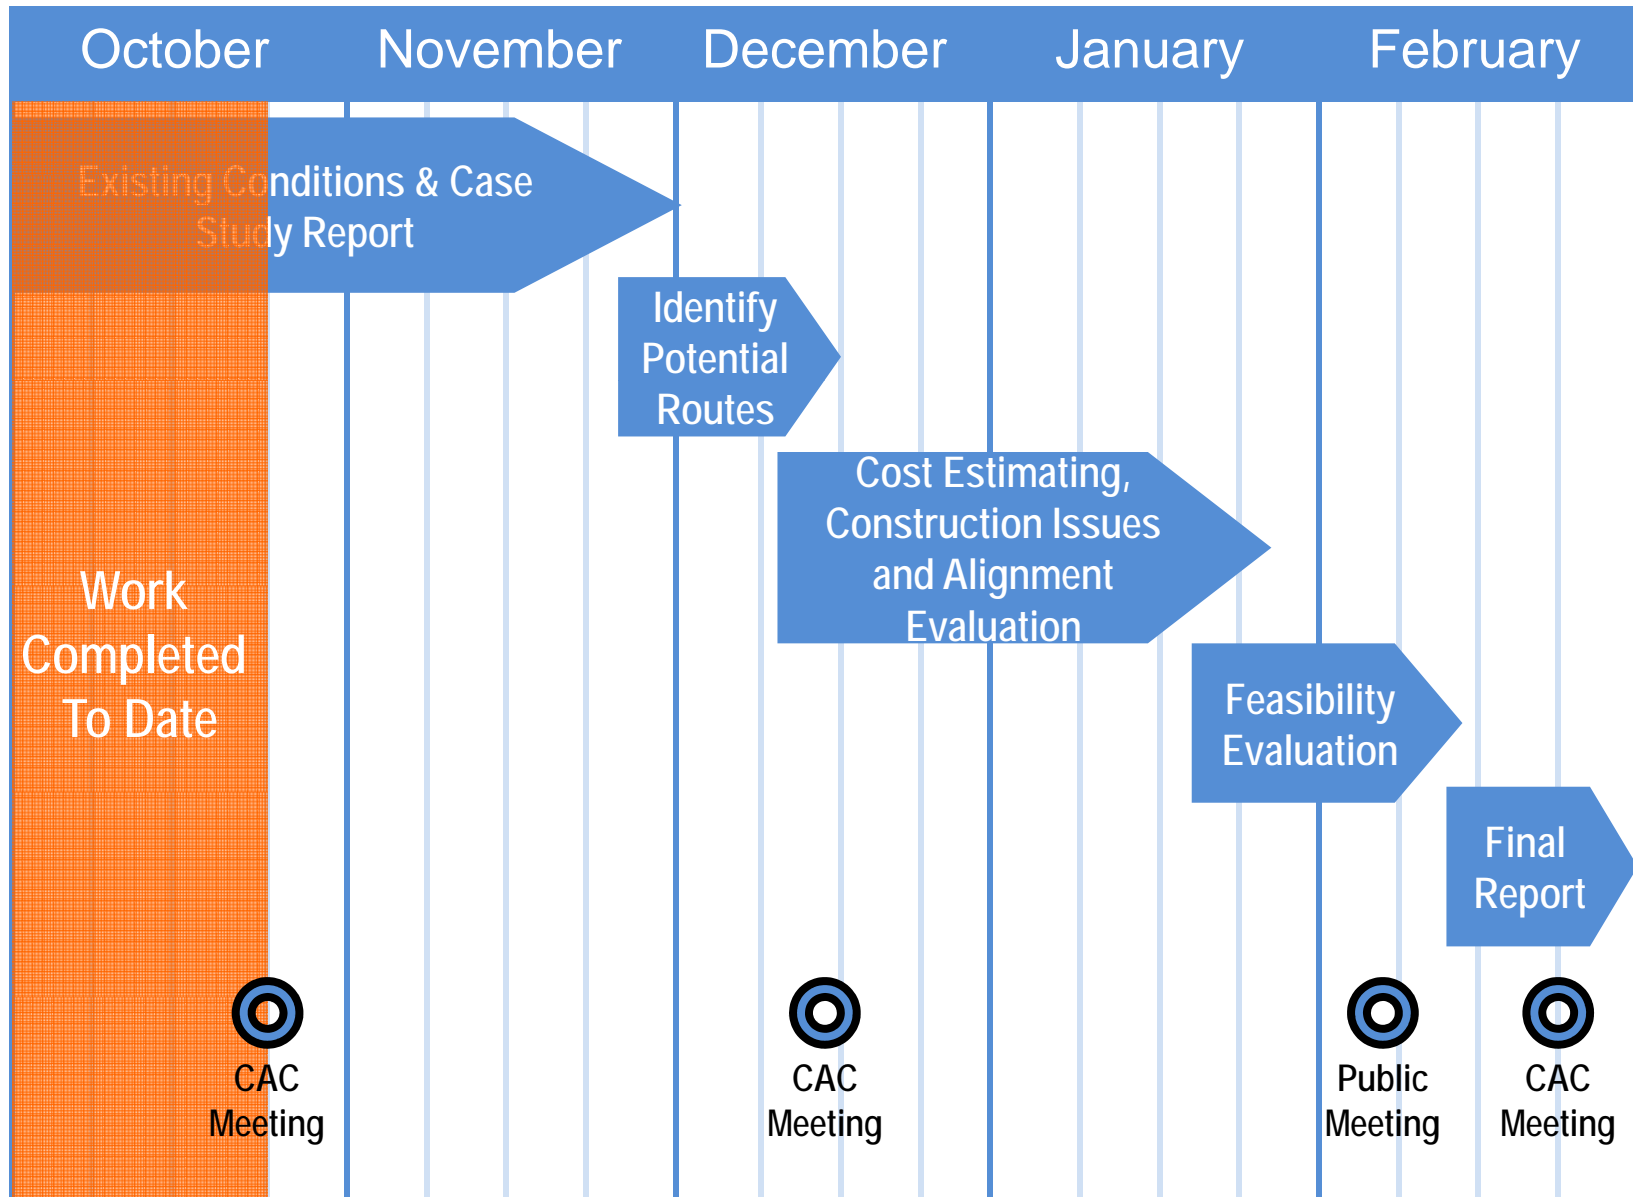 October November December January February
Existing Conditions & Case
Study Report
Identify
Potential
Routes
Cost Estimating,
Construction Issues
and Alignment
Evaluation
Work
Completed
To Date
Feasibility
Evaluation
Final
Report
CAC
Meeting
CAC
Meeting
Public
Meeting
CAC
Meeting